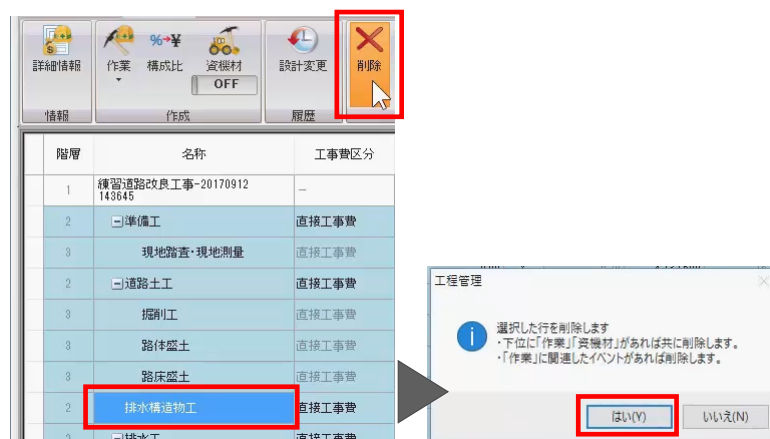 %→¥
詳細情報 作業 構成比 資機材 設計変更 削除
OFF
情報 作成 履歴
階層 名称 工事費区分
1 練習道路改良工事-20170912
143645 －
2 準備工 直接工事費
3 現地踏査・現地測量 直接工事費
2 道路土工 直接工事費
3 掘削工 直接工事費
3 路体盛土 直接工事費
3 路床盛土 直接工事費
2 排水構造物工 直接工事費
2 排水工 直接工事費
工程管理
選択した行を削除します
・下位に「作業」「資機材」があれば共に削除します。
・「作業」に関連したイベントがあれば削除します。
はい(Y) いいえ(N)